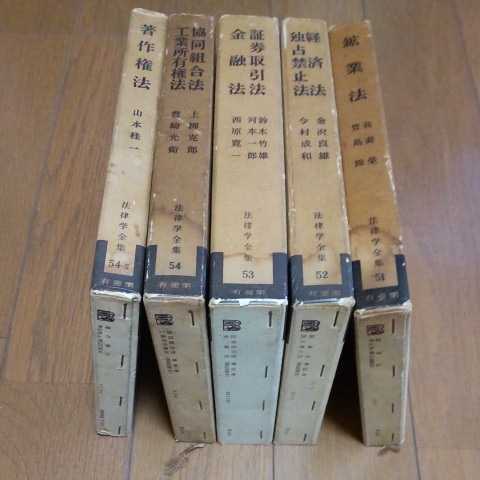 著作権法
山本桂一
法律学全集
54-Ⅱ
有斐閣
協同組合法
工業所有権法
上柳克郎
豊崎光衛
法律学全集
54
有斐閣
証券取引法
金融法
鈴木竹雄
河本一郎
西原寛一
法律学全集
53
有斐閣
経済法
独占禁止法
金沢良雄
今村成和
法律学全集
52
有斐閣
鉱業法
我妻栄
豊島陞
法律学全集
51
有斐閣